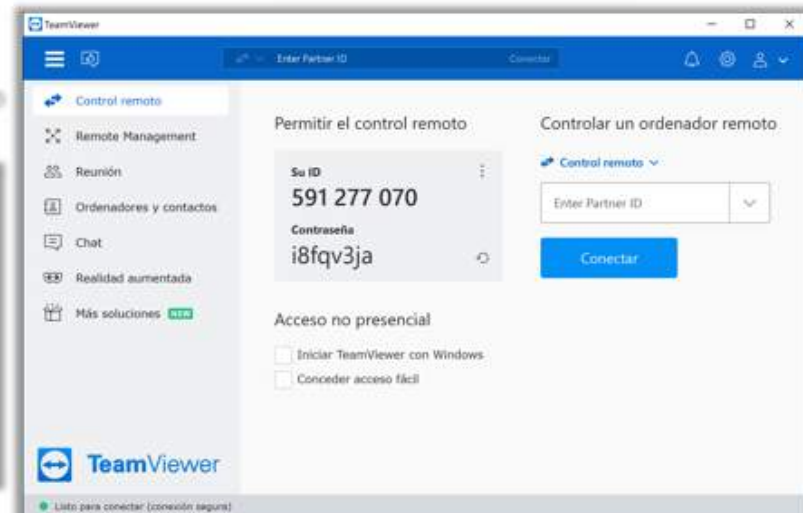 TeamViewer
Enter Partner ID
Conectar
Control remoto
Remote Management
Reunión
Ordenadores y contactos
Chat
Realidad aumentada
Más soluciones NEW
TeamViewer
Permitir el control remoto
Su ID
591 277 070
Contraseña
i8fqv3ja
Acceso no presencial
Iniciar TeamViewer con Windows
Conceder acceso fácil
Controlar un ordenador remoto
Control remoto
Enter Partner ID
Conectar
Listo para conectar (conexión segura)